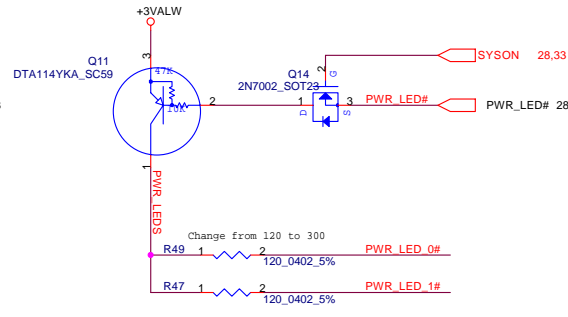 +3VALW
Q11
DTA114YKA_SC59
3
47K
10K
2
1
PWR_LEDS
Q14
2N7002_SOT23
2
G
1
D
3
S
SYSON 28,33
PWR_LED#
PWR_LED# 28
Change from 120 to 300
R49 1 2 PWR_LED_0#
120_0402_5%
R47 1 2 PWR_LED_1#
120_0402_5%